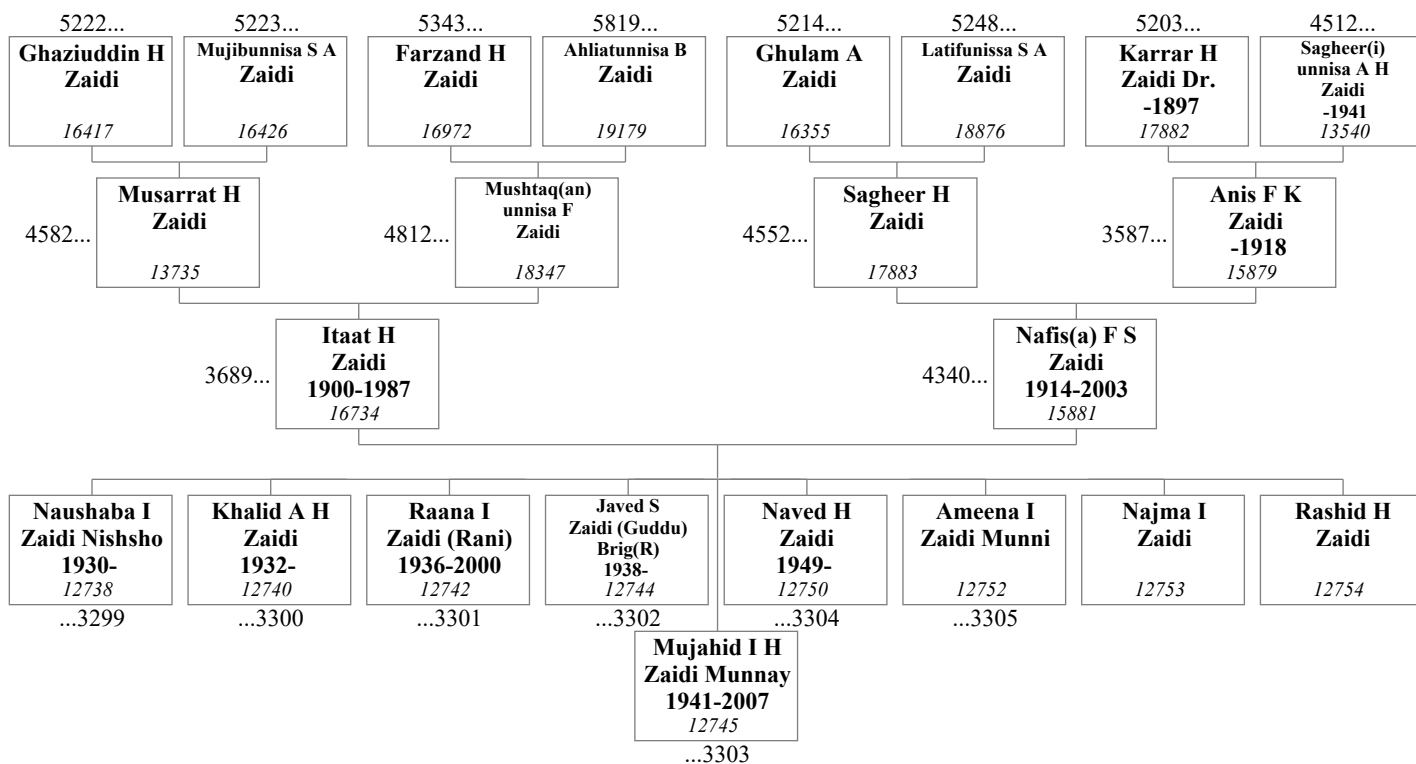 5222...
5223...
5343...
5819...
5214...
5248...
5203...
4512...
Ghaziuddin H
Zaidi
16417
Mujibunnisa S A
Zaidi
16426
Farzand H
Zaidi
16972
Ahliatunnisa B
Zaidi
19179
Ghulam A
Zaidi
16355
Latifunissa S A
Zaidi
18876
Karrar H
Zaidi Dr.
-1897
17882
Sagheer(i)
unnisa A H
Zaidi
-1941
13540
4582...
Musarrat H
Zaidi
13735
4812...
Mushtaq(an)
unnisa F
Zaidi
18347
4552...
Sagheer H
Zaidi
17883
3587...
Anis F K
Zaidi
-1918
15879
3689...
Itaat H
Zaidi
1900-1987
16734
4340...
Nafis(a) F S
Zaidi
1914-2003
15881
Naushaba I
Zaidi Nishsho
1930-
12738
...3299
Khalid A H
Zaidi
1932-
12740
...3300
Raana I
Zaidi (Rani)
1936-2000
12742
...3301
Javed S
Zaidi (Guddu)
Brig(R)
1938-
12744
...3302
Naved H
Zaidi
1949-
12750
...3304
Ameena I
Zaidi Munni
12752
...3305
Najma I
Zaidi
12753
Rashid H
Zaidi
12754
Mujahid I H
Zaidi Munnay
1941-2007
12745
...3303